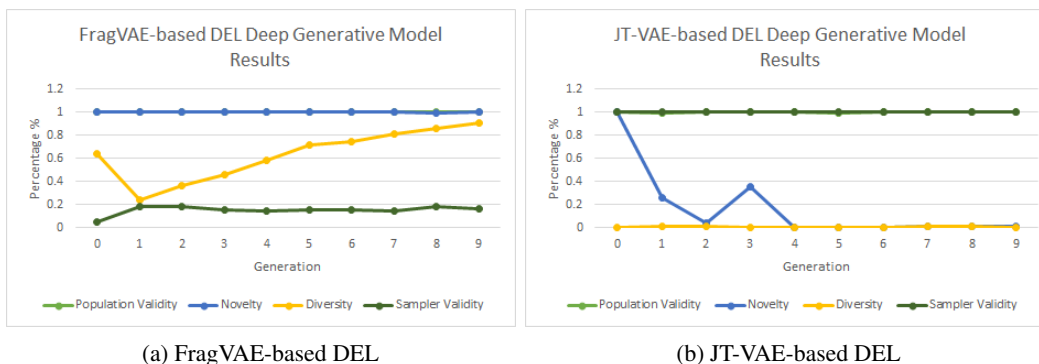 FragVAE-based DEL Deep Generative Model
Results
1.2
1
0.8
0.6
0.4
0.2
0
Percentage %
0 1 2 3 4 5 6 7 8 9
Generation
Population Validity Novelty Diversity Sampler Validity
(a) FragVAE-based DEL
JT-VAE-based DEL Deep Generative Model
Results
1.2
1
0.8
0.6
0.4
0.2
0
Percentage %
0 1 2 3 4 5 6 7 8 9
Generation
Population Validity Novelty Diversity Sampler Validity
(b) JT-VAE-based DEL